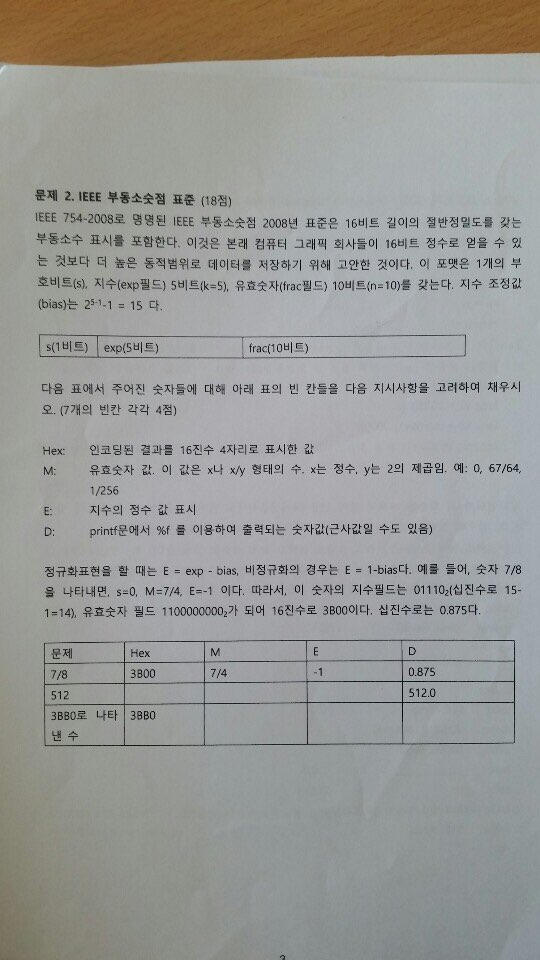 문제 2. IEEE 부동소숫점 표준 (18점)
IEEE 754-2008로 명명된 IEEE 부동소숫점 2008년 표준은 16비트 길이의 절반정밀도를 갖는
부동소수 표시를 포함한다. 이것은 본래 컴퓨터 그래픽 회사들이 16비트 정수로 얻을 수 있
는 것보다 더 높은 동적범위로 데이터를 저장하기 위해 고안한 것이다. 이 포맷은 1개의 부
호비트(s), 지수(exp필드) 5비트(k=5), 유효숫자(frac필드) 10비트(n=10)를 갖는다. 지수 조정값
(bias)는 2⁵⁻¹-1 = 15 다.
s(1비트) exp(5비트) frac(10비트)
다음 표에서 주어진 숫자들에 대해 아래 표의 빈 칸들을 다음 지시사항을 고려하여 채우시
오. (7개의 빈칸 각각 4점)
Hex: 인코딩된 결과를 16진수 4자리로 표시한 값
M: 유효숫자 값. 이 값은 x나 x/y 형태의 수. x는 정수, y는 2의 제곱임. 예: 0, 67/64,
1/256
E: 지수의 정수 값 표시
D: printf문에서 %f 를 이용하여 출력되는 숫자값(근사값일 수도 있음)
정규화표현을 할 때는 E = exp - bias, 비정규화의 경우는 E = 1-bias다. 예를 들어, 숫자 7/8
을 나타내면, s=0, M=7/4, E=-1 이다. 따라서, 이 숫자의 지수필드는 01110₂(십진수로 15-
1=14), 유효숫자 필드 1100000000₂가 되어 16진수로 3B00이다. 십진수로는 0.875다.
문제 Hex M E D
7/8 3B00 7/4 -1 0.875
512 512.0
3BB0로 나타 3BB0
낸 수